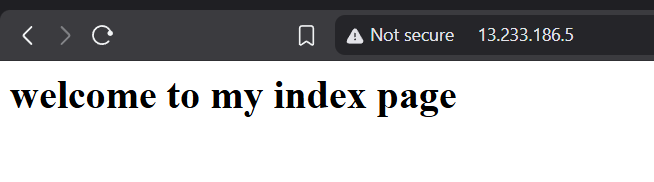 Not secure 13.233.186.5
welcome to my index page